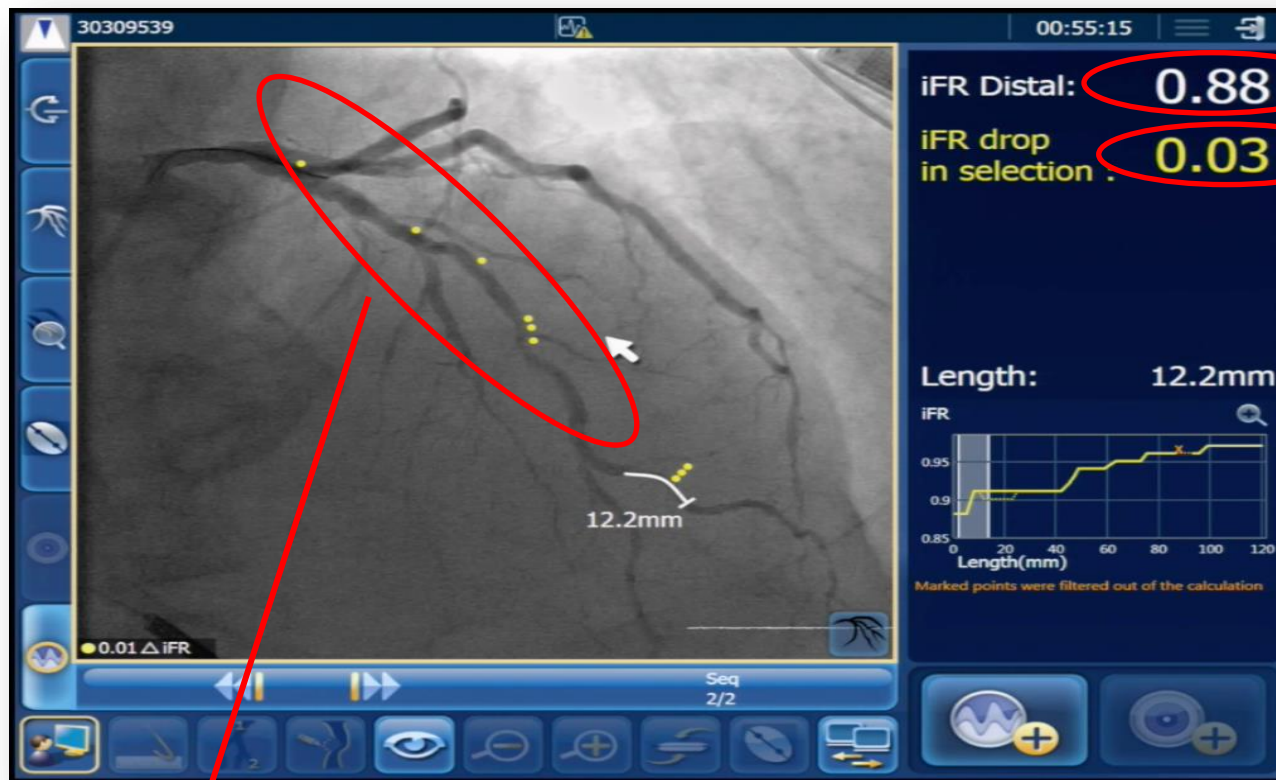 30309539
00:55:15
iFR Distal: 0.88
iFR drop
in selection : 0.03
Length: 12.2mm
iFR
0.95
0.9
0.85
0 20 40 60 80 100 120
Length(mm)
Marked points were filtered out of the calculation
12.2mm
0.01 △ iFR
Seq
2/2
2